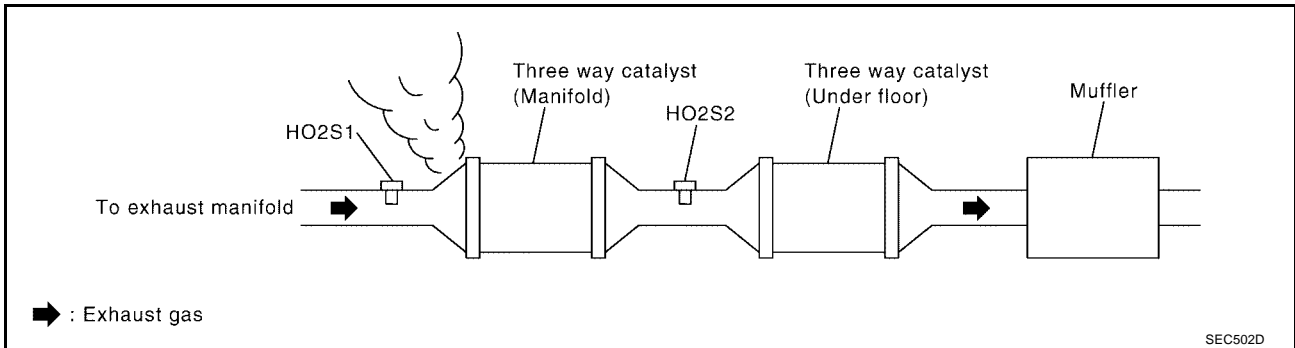 Three way catalyst
(Manifold)
Three way catalyst
(Under floor)
Muffler
HO2S1
HO2S2
To exhaust manifold
: Exhaust gas
SEC502D